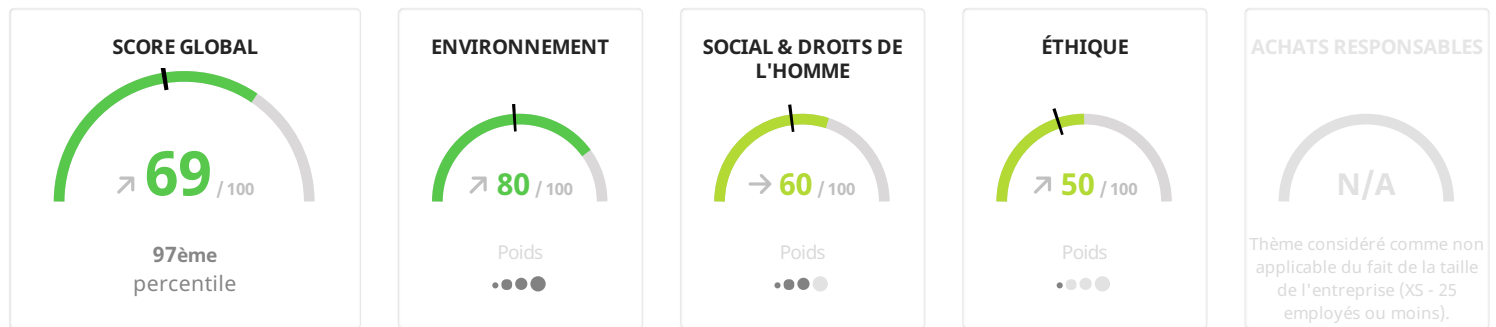 SCORE GLOBAL
69 / 100
97ème
percentile
ENVIRONNEMENT
80 / 100
Poids
SOCIAL & DROITS DE
L'HOMME
60 / 100
Poids
ÉTHIQUE
50 / 100
Poids
ACHATS RESPONSABLES
N/A
Thème considéré comme non
applicable du fait de la taille
de l'entreprise (XS - 25
employés ou moins).